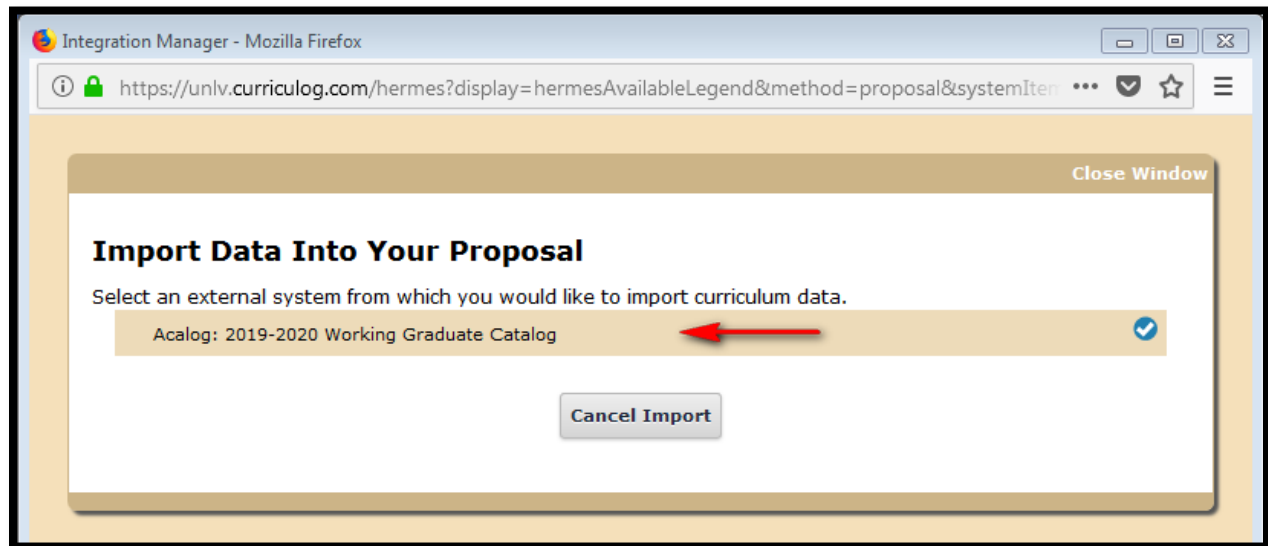 Integration Manager - Mozilla Firefox
https://unlv.curriculog.com/hermes?display=hermesAvailableLegend&method=proposal&systemIten
Close Window
Import Data Into Your Proposal
Select an external system from which you would like to import curriculum data.
Acalog: 2019-2020 Working Graduate Catalog
Cancel Import